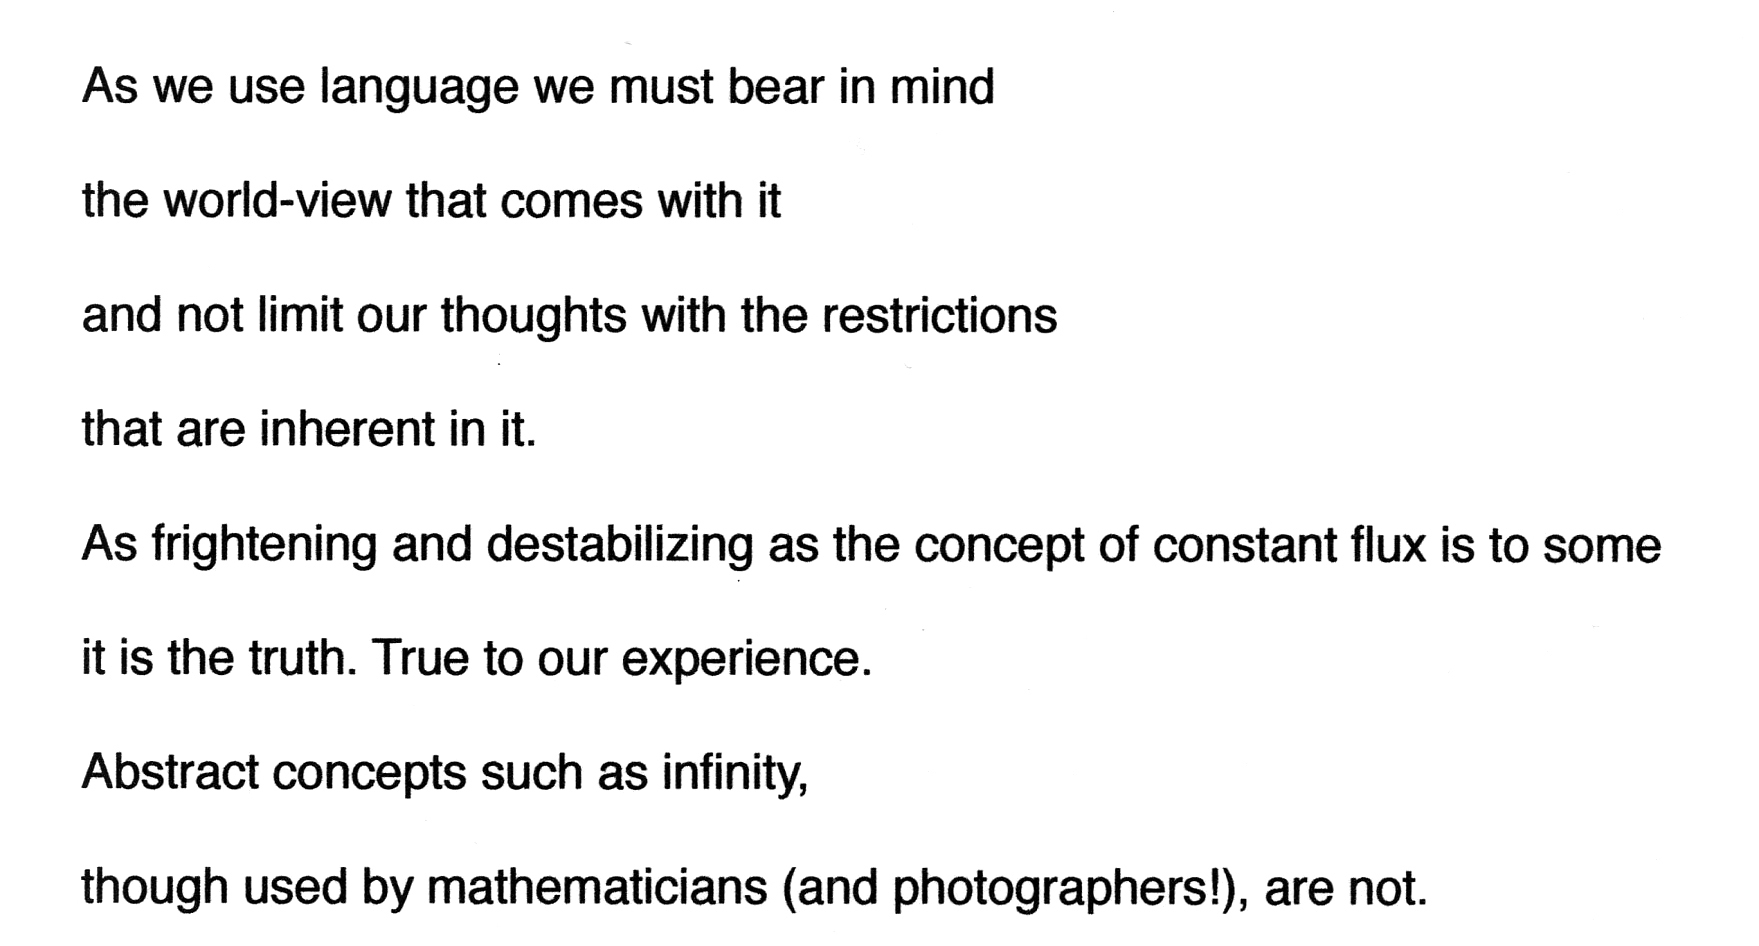 As we use language we must bear in mind
the world-view that comes with it
and not limit our thoughts with the restrictions
that are inherent in it.
As frightening and destabilizing as the concept of constant flux is to some
it is the truth. True to our experience.
Abstract concepts such as infinity,
though used by mathematicians (and photographers!), are not.